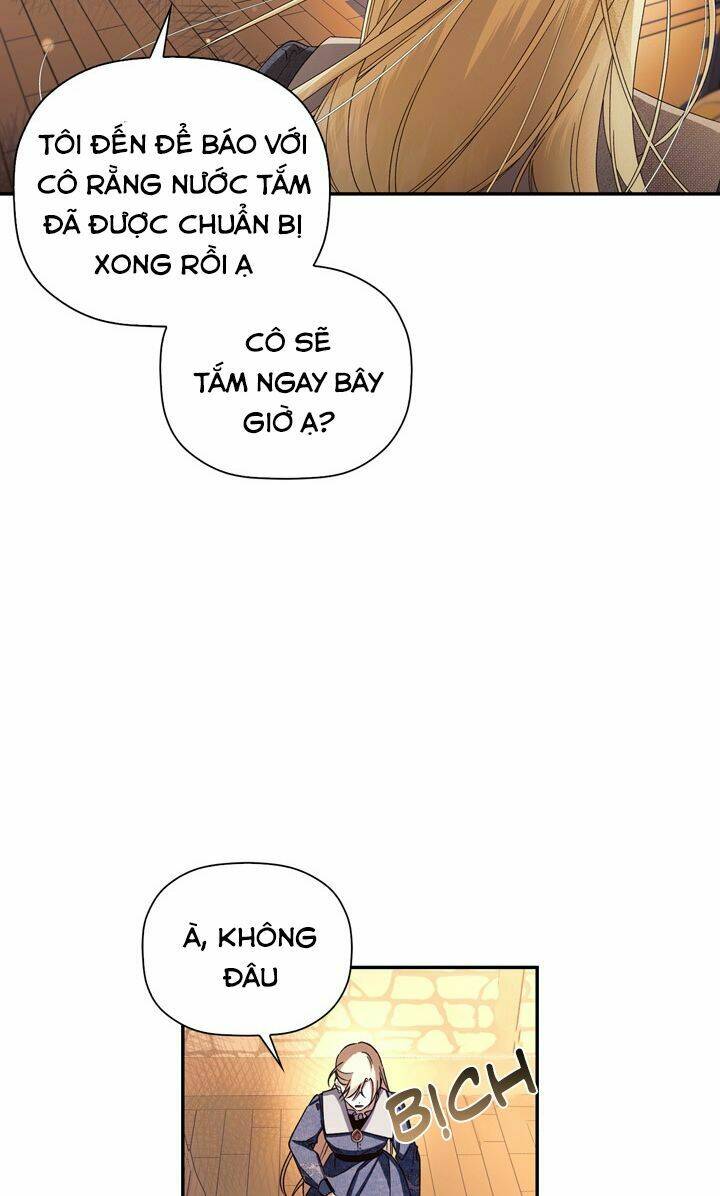 TÔI ĐẾN ĐỂ BÁO VỚI
CÔ RẰNG NƯỚC TẮM
ĐÃ ĐƯỢC CHUẨN BỊ
XONG RỒI Ạ
CÔ SẼ
TẮM NGAY BÂY
GIỜ Ạ?
À, KHÔNG
ĐÂU
BỊCH